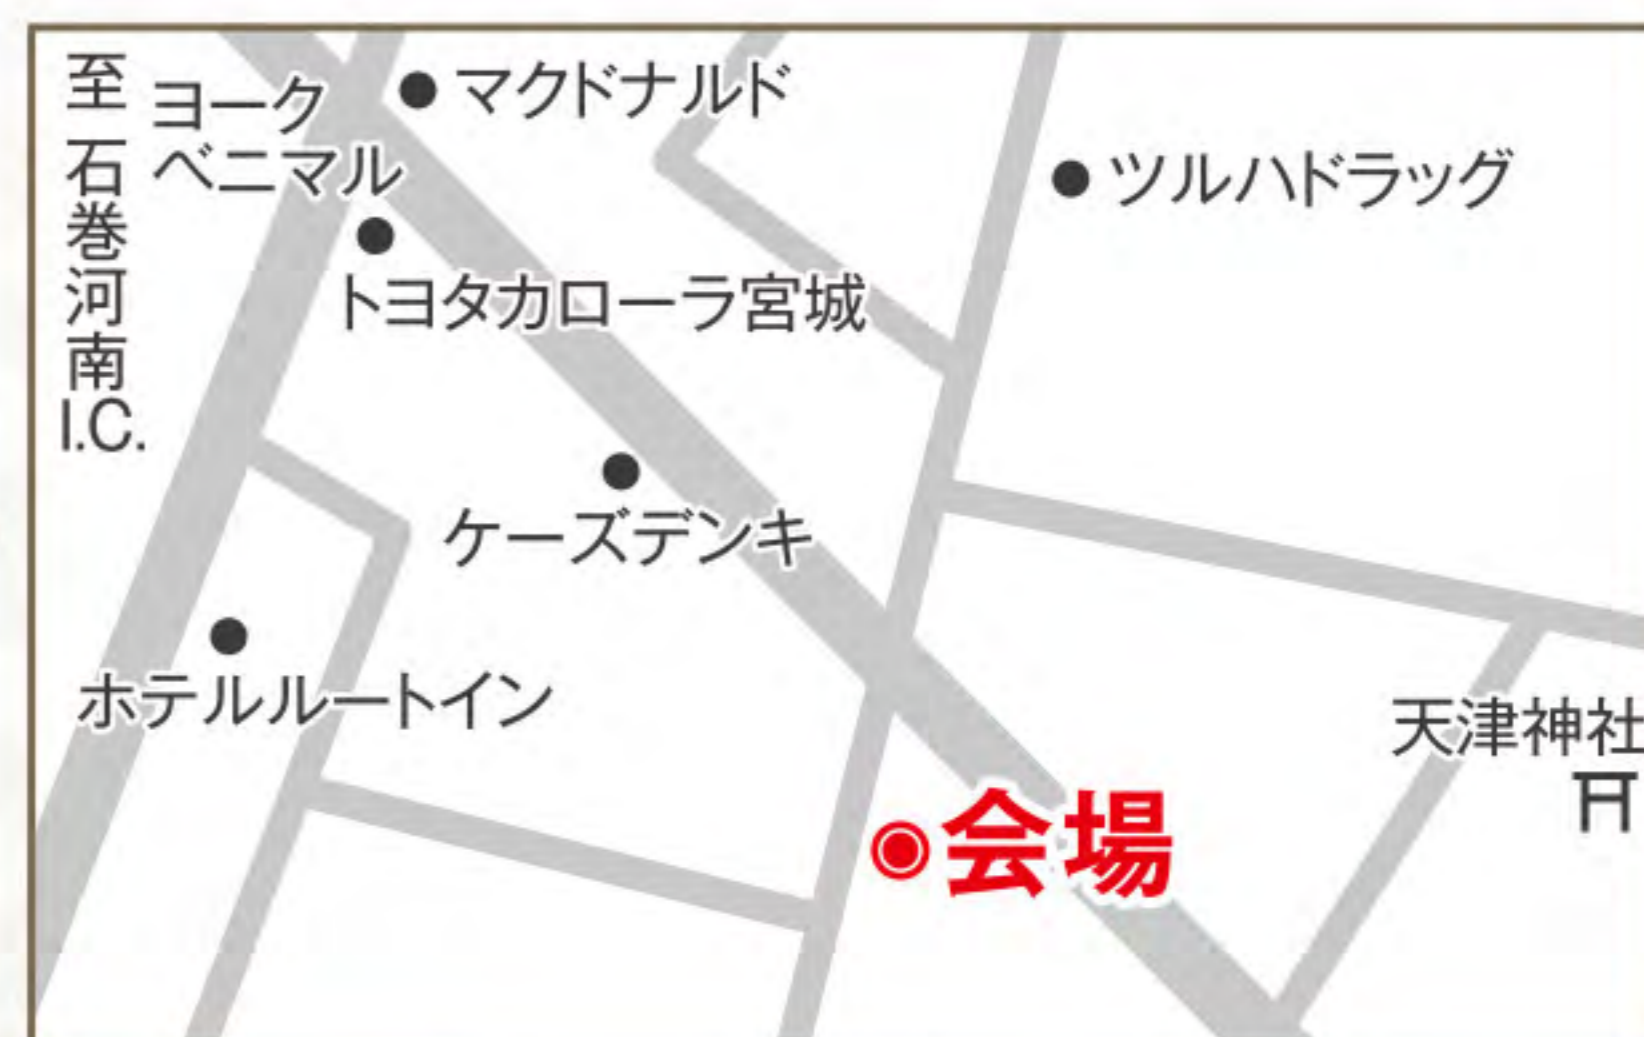 至石巻河南I.C.
ヨーク
ベニマル
マクドナルド
ツルハドラッグ
トヨタカローラ宮城
ケーズデンキ
ホテルルートイン
天津神社
会場